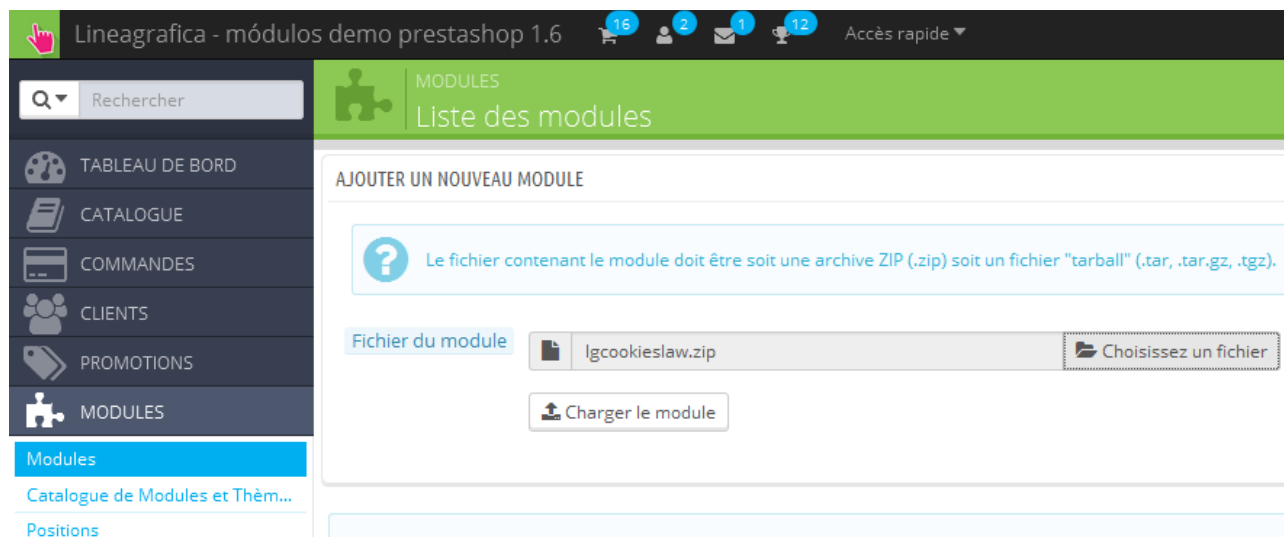 Lineagrafica - módulos demo prestashop 1.6 16 2 1 12 Accès rapide
Rechercher
MODULES
Liste des modules
TABLEAU DE BORD
CATALOGUE
COMMANDES
CLIENTS
PROMOTIONS
MODULES
Modules
Catalogue de Modules et Thèm...
Positions
AJOUTER UN NOUVEAU MODULE
Le fichier contenant le module doit être soit une archive ZIP (.zip) soit un fichier "tarball" (.tar, .tar.gz, .tgz).
Fichier du module lgcookieslaw.zip Choisissez un fichier
Charger le module